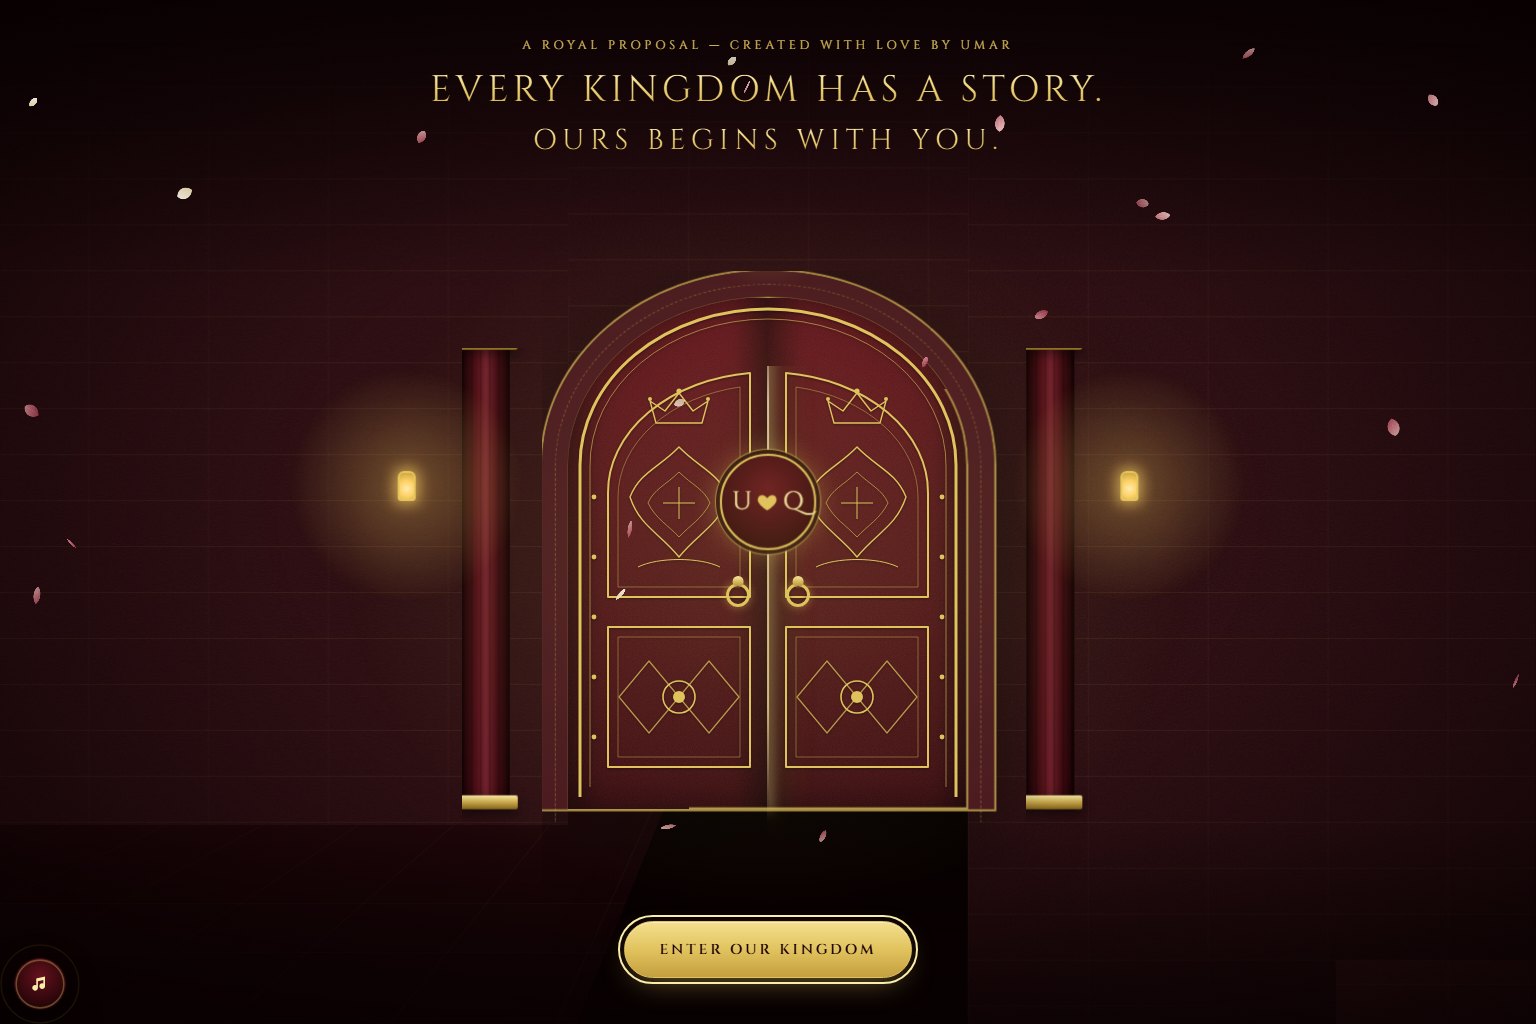 A ROYAL PROPOSAL — CREATED WITH LOVE BY UMAR
EVERY KINGDOM HAS A STORY.
OURS BEGINS WITH YOU.
U Q
ENTER OUR KINGDOM